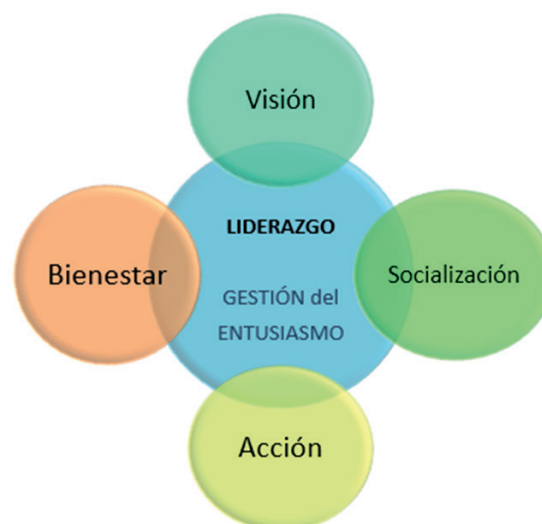 Visión
LIDERAZGO
Bienestar
Socialización
GESTIÓN del
ENTUSIASMO
Acción